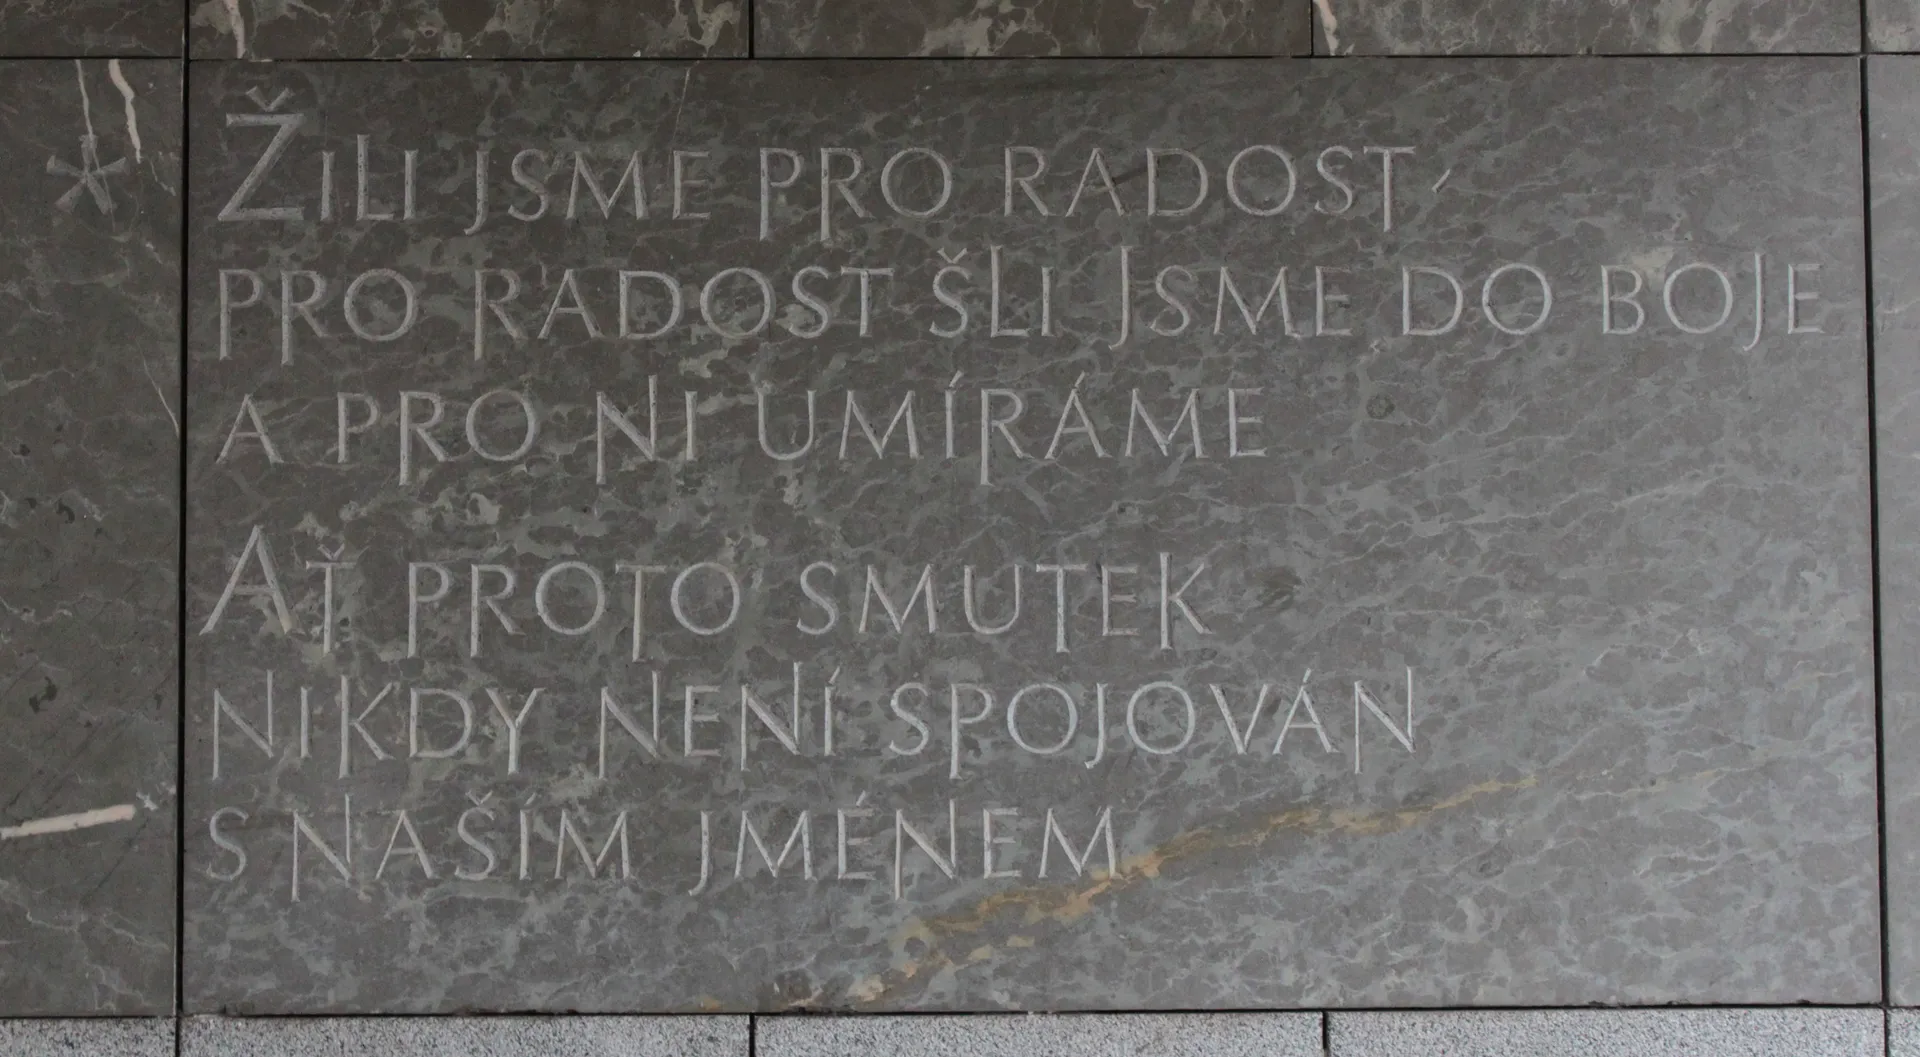 * ŽILI JSME PRO RADOST,
PRO RADOST ŠLI JSME DO BOJE
A PRO NI UMÍRÁME
AŤ PROTO SMUTEK
NIKDY NENÍ SPOJOVÁN
S NAŠÍM JMÉNEM